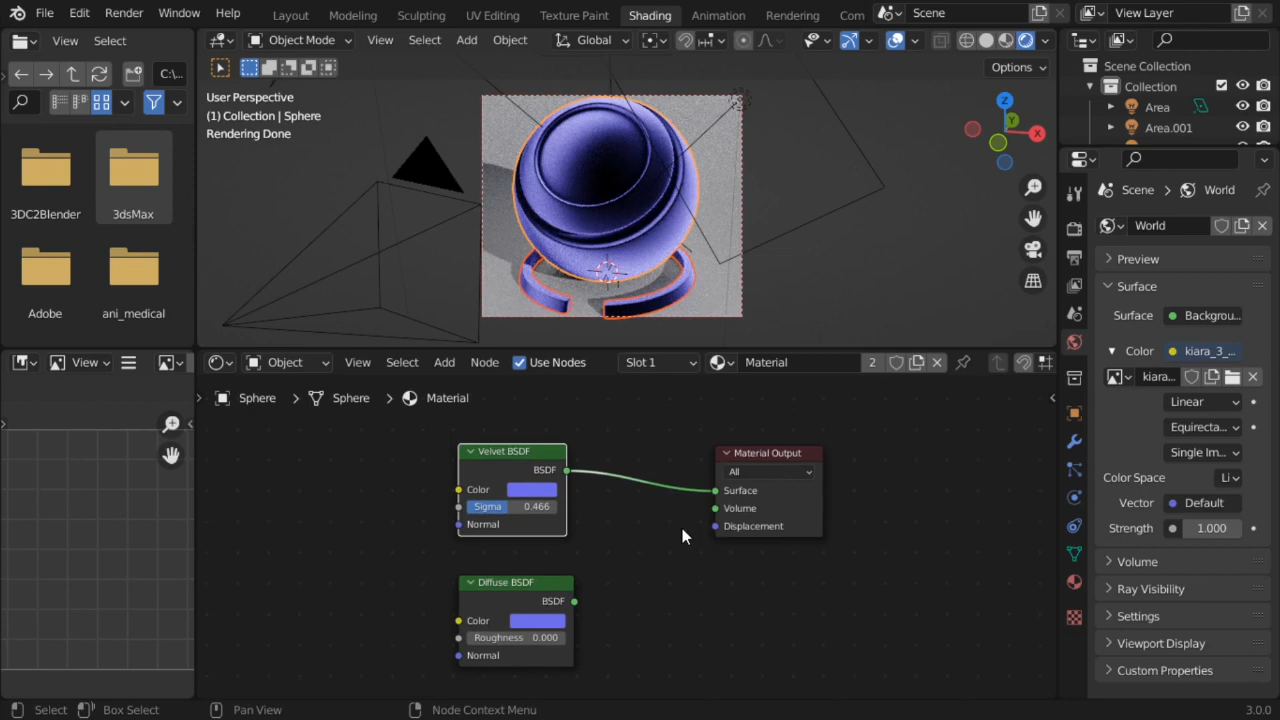 File Edit Render Window Help Layout Modeling Sculpting UV Editing Texture Paint Shading Animation Rendering Com Scene View Layer
View Select
Object Mode View Select Add Object Global
C:\...
Options
User Perspective
(1) Collection | Sphere
Rendering Done
X
Y
Z
3DC2Blender
3dsMax
Adobe
ani_medical
Scene Collection
Collection
Area
Area.001
Scene World
World
Preview
Surface
Surface Backgrou...
Color kiara_3_...
kiara...
Linear
Equirecta...
Single Im...
Color Space Li
Vector Default
Strength 1.000
Volume
Ray Visibility
Settings
Viewport Display
Custom Properties
View
Object View Select Add Node Use Nodes Slot 1 Material 2
Sphere Sphere Material
Velvet BSDF
BSDF
Color
Sigma 0.466
Normal
Material Output
All
Surface
Volume
Displacement
Diffuse BSDF
BSDF
Color
Roughness 0.000
Normal
Select Box Select Pan View Node Context Menu 3.0.0